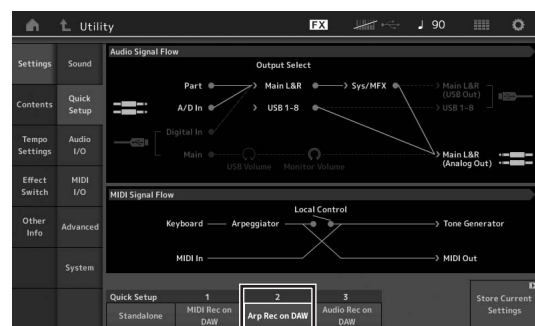 Utility
FX
90
Settings
Sound
Contents
Quick
Setup
Tempo
Settings
Audio
I/O
Effect
Switch
MIDI
I/O
Other
Info
Advanced
System
Audio Signal Flow
Output Select
Part
Main L&R
Sys/MFX
Main L&R
(USB Out)
A/D In
USB 1-8
USB 1-8
Digital In
Main
USB Volume
Monitor Volume
Main L&R
(Analog Out)
MIDI Signal Flow
Local Control
Keyboard
Arpeggiator
Tone Generator
MIDI In
MIDI Out
Quick Setup
1
2
3
Standalone
MIDI Rec on
DAW
Arp Rec on DAW
Audio Rec on
DAW
Store Current
Settings